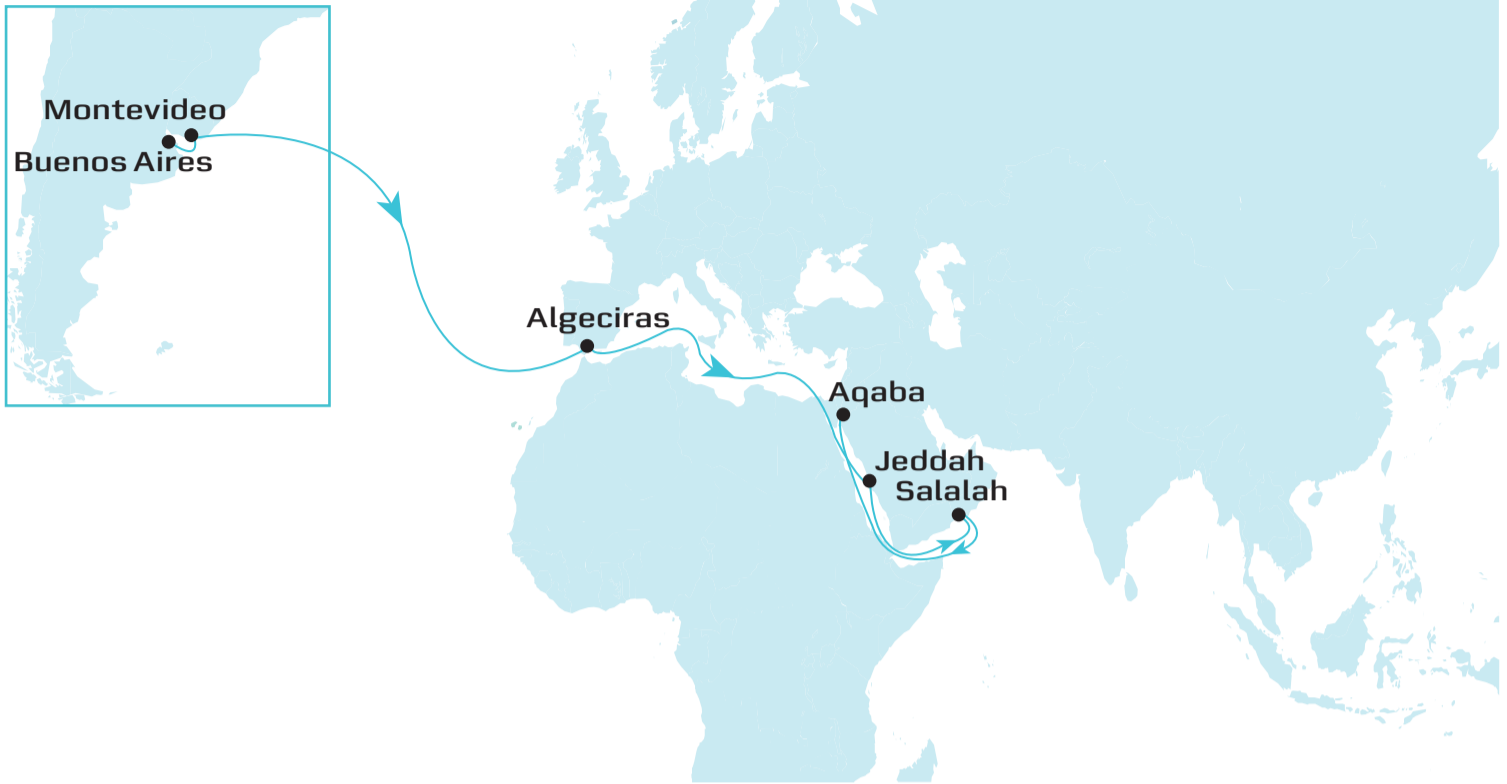 Montevideo
Buenos Aires
Algeciras
Aqaba
Jeddah
Salalah